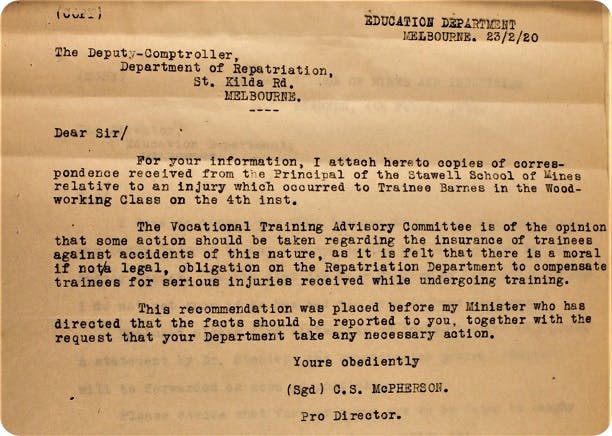 (COPY)
EDUCATION DEPARTMENT
MELBOURNE. 23/2/20
The Deputy-Comptroller,
Department of Repatriation,
St. Kilda Rd.
MELBOURNE.
----
Dear Sir/
For your information, I attach hereto copies of corres-
pondence received from the Principal of the Stawell School of Mines
relative to an injury which occurred to Trainee Barnes in the Wood-
working Class on the 4th inst.
The Vocational Training Advisory Committee is of the opinion
that some action should be taken regarding the insurance of trainees
against accidents of this nature, as it is felt that there is a moral
if not a legal, obligation on the Repatriation Department to compensate
trainees for serious injuries received while undergoing training.
This recommendation was placed before my Minister who has
directed that the facts should be reported to you, together with the
request that your Department take any necessary action.
Yours obediently
(Sgd) C.S. McPHERSON.
Pro Director.